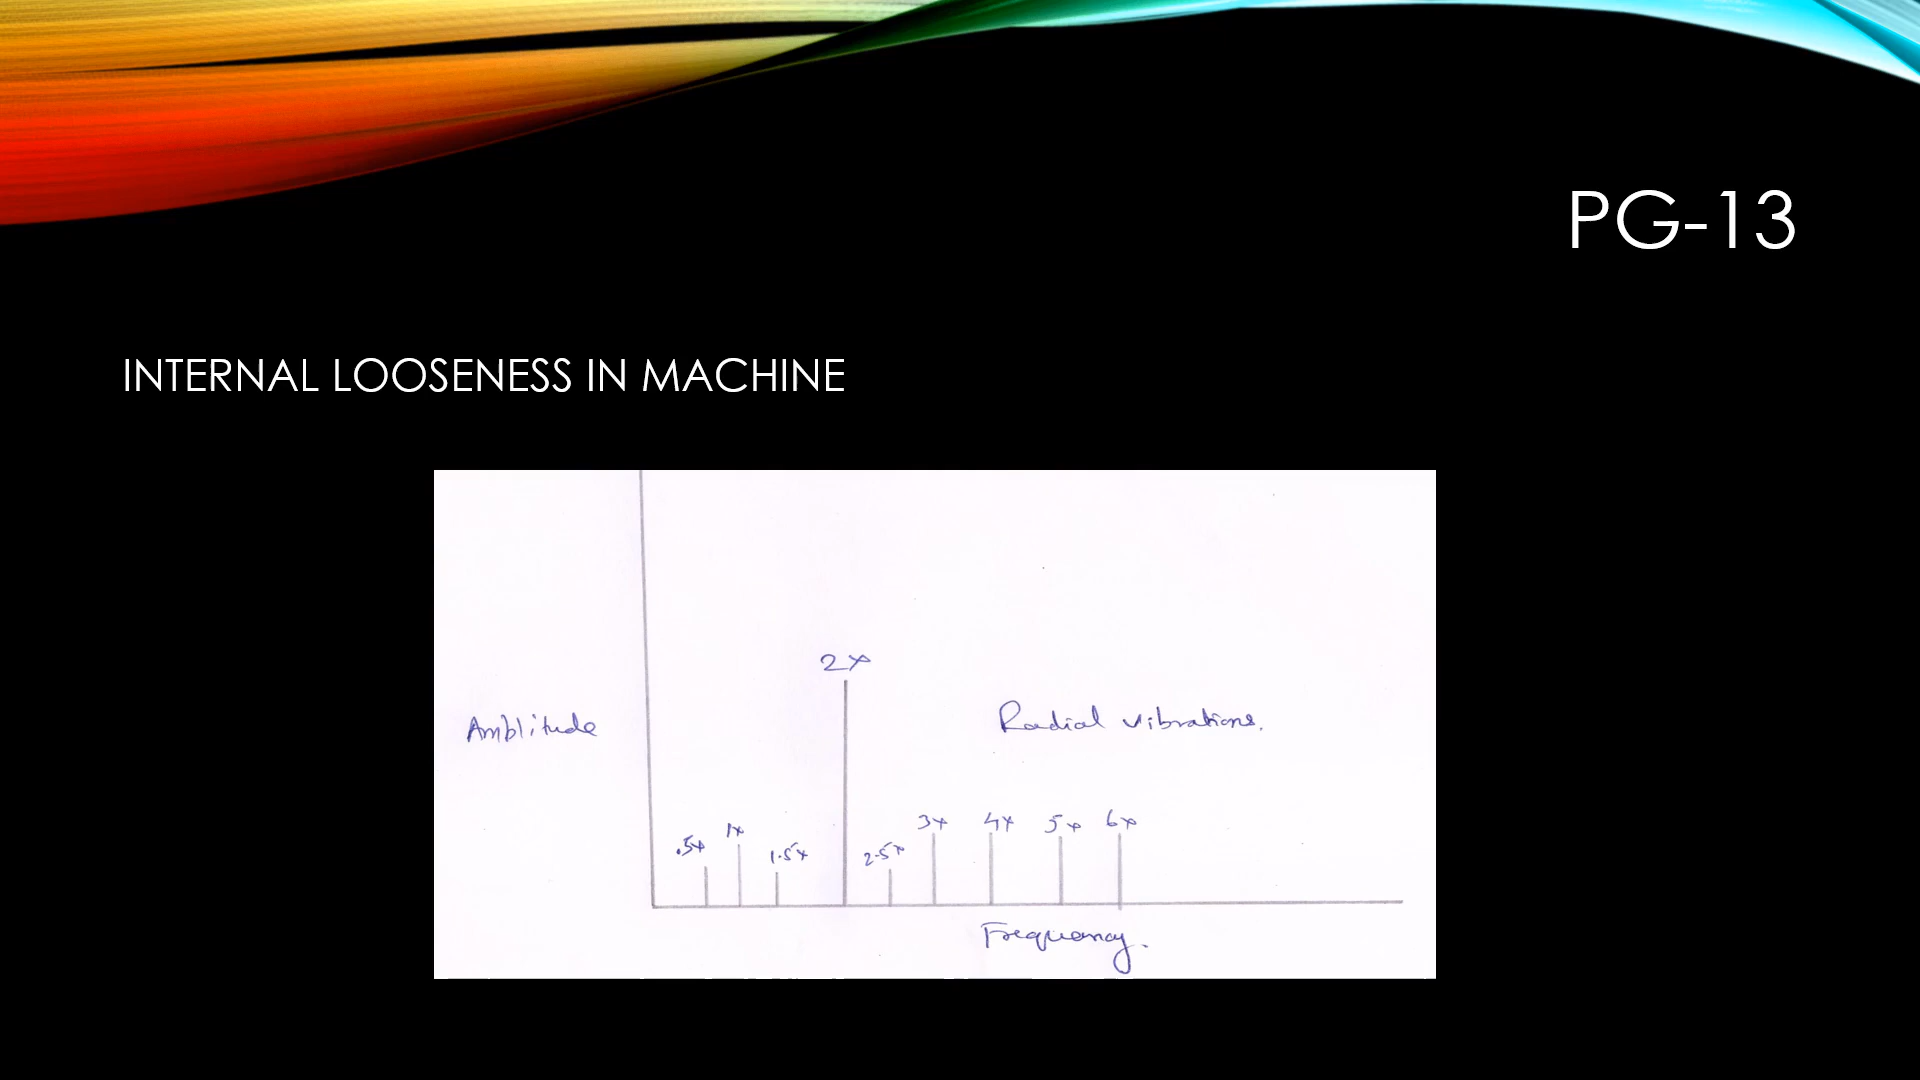 PG-13
INTERNAL LOOSENESS IN MACHINE
2x
Amplitude
Radial vibrations.
.5x
1x
1.5x
2.5x
3x
4x
5x
6x
Frequency.